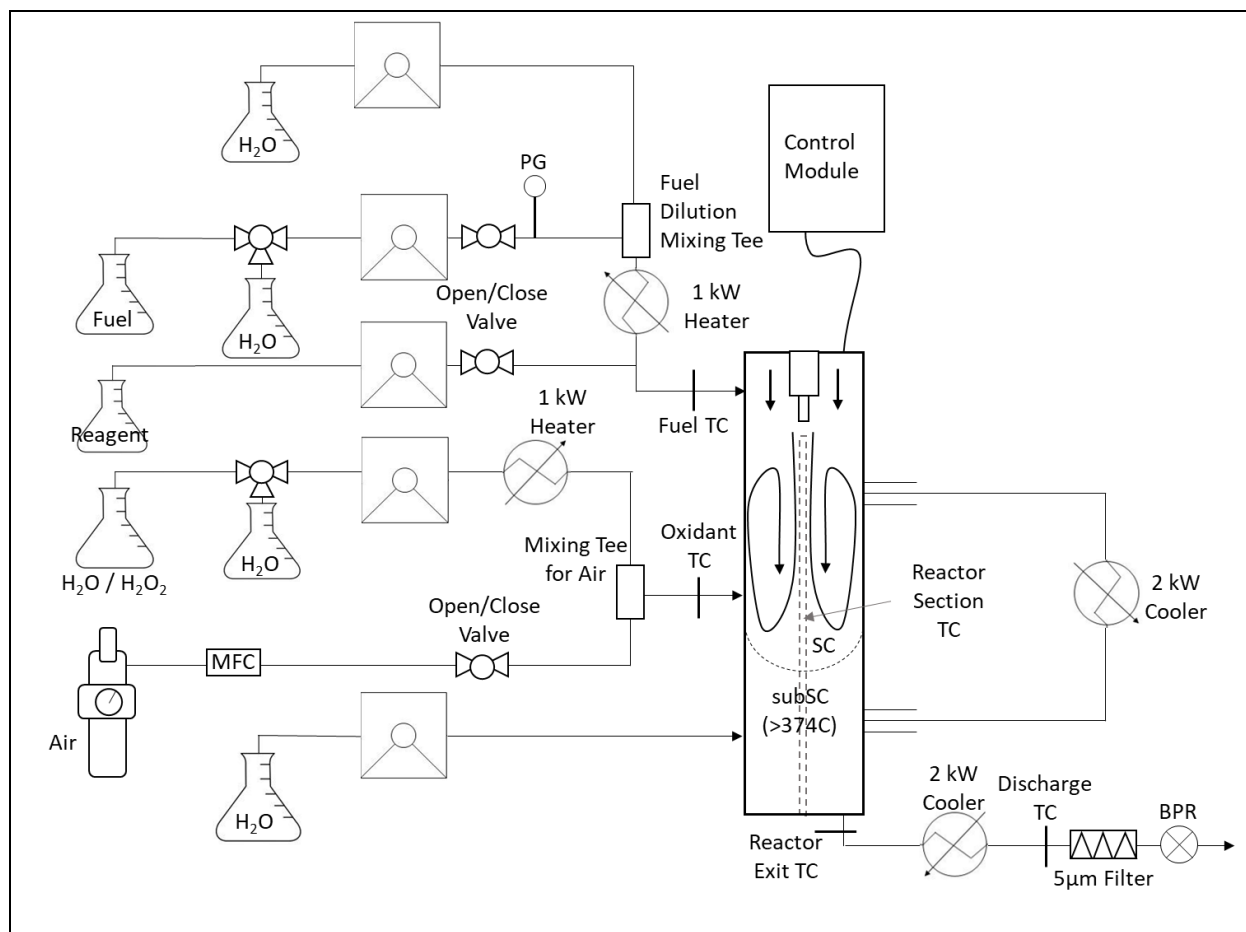 H2O
PG
Fuel
Dilution
Mixing Tee
Control
Module
Fuel
H2O
Open/Close
Valve
1 kW
Heater
Reagent
1 kW
Heater
Fuel TC
H2O / H2O2
H2O
Mixing Tee
for Air
Oxidant
TC
Reactor
Section
TC
2 kW
Cooler
Open/Close
Valve
MFC
SC
subSC
(>374C)
Air
H2O
2 kW
Cooler
Discharge
TC
BPR
Reactor
Exit TC
5µm Filter